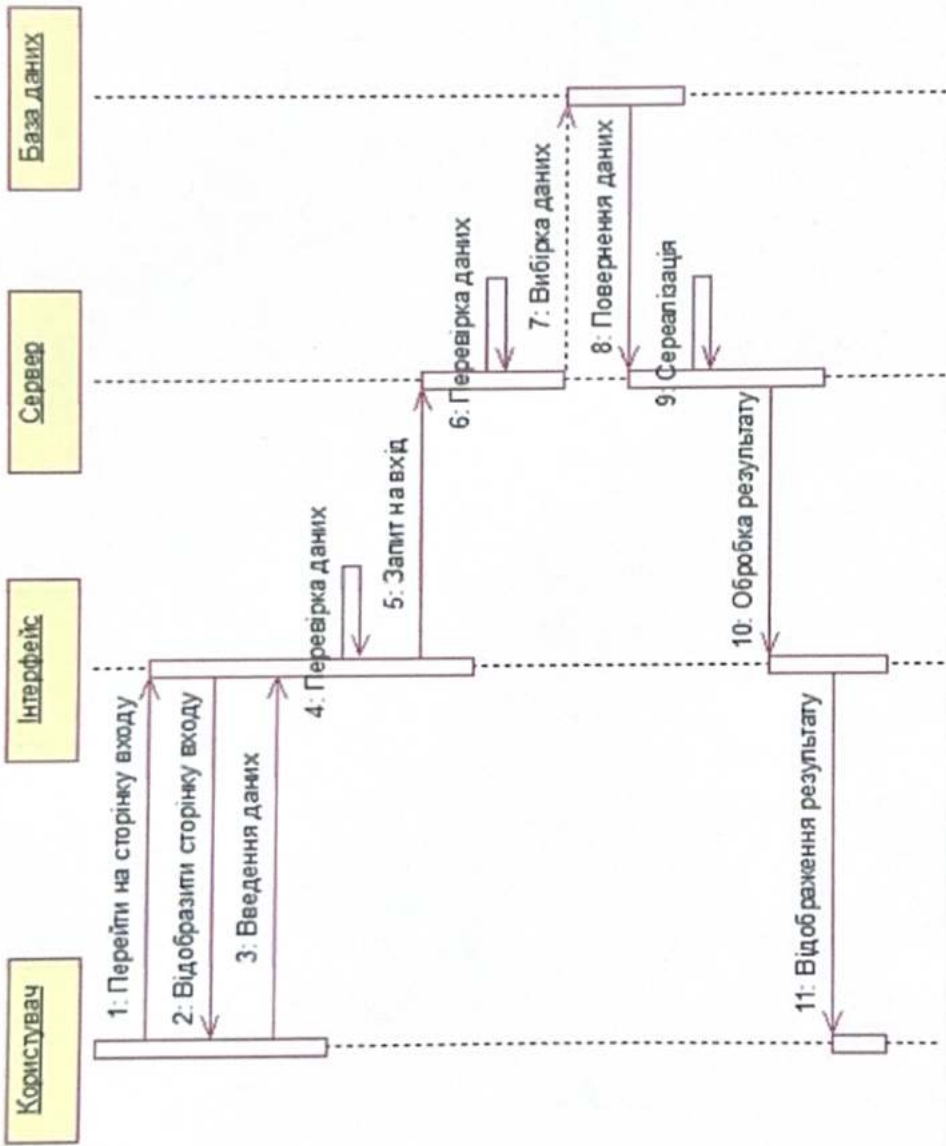 Користувач
Інтерфейс
Сервер
База даних
1: Перейти на сторінку входу
2: Відобразити сторінку входу
3: Введення даних
4: Перевірка даних
5: Запит на вхід
6: Перевірка даних
7: Вибірка даних
8: Повернення даних
9: Сереалізація
10: Обробка результату
11: Відображення результату